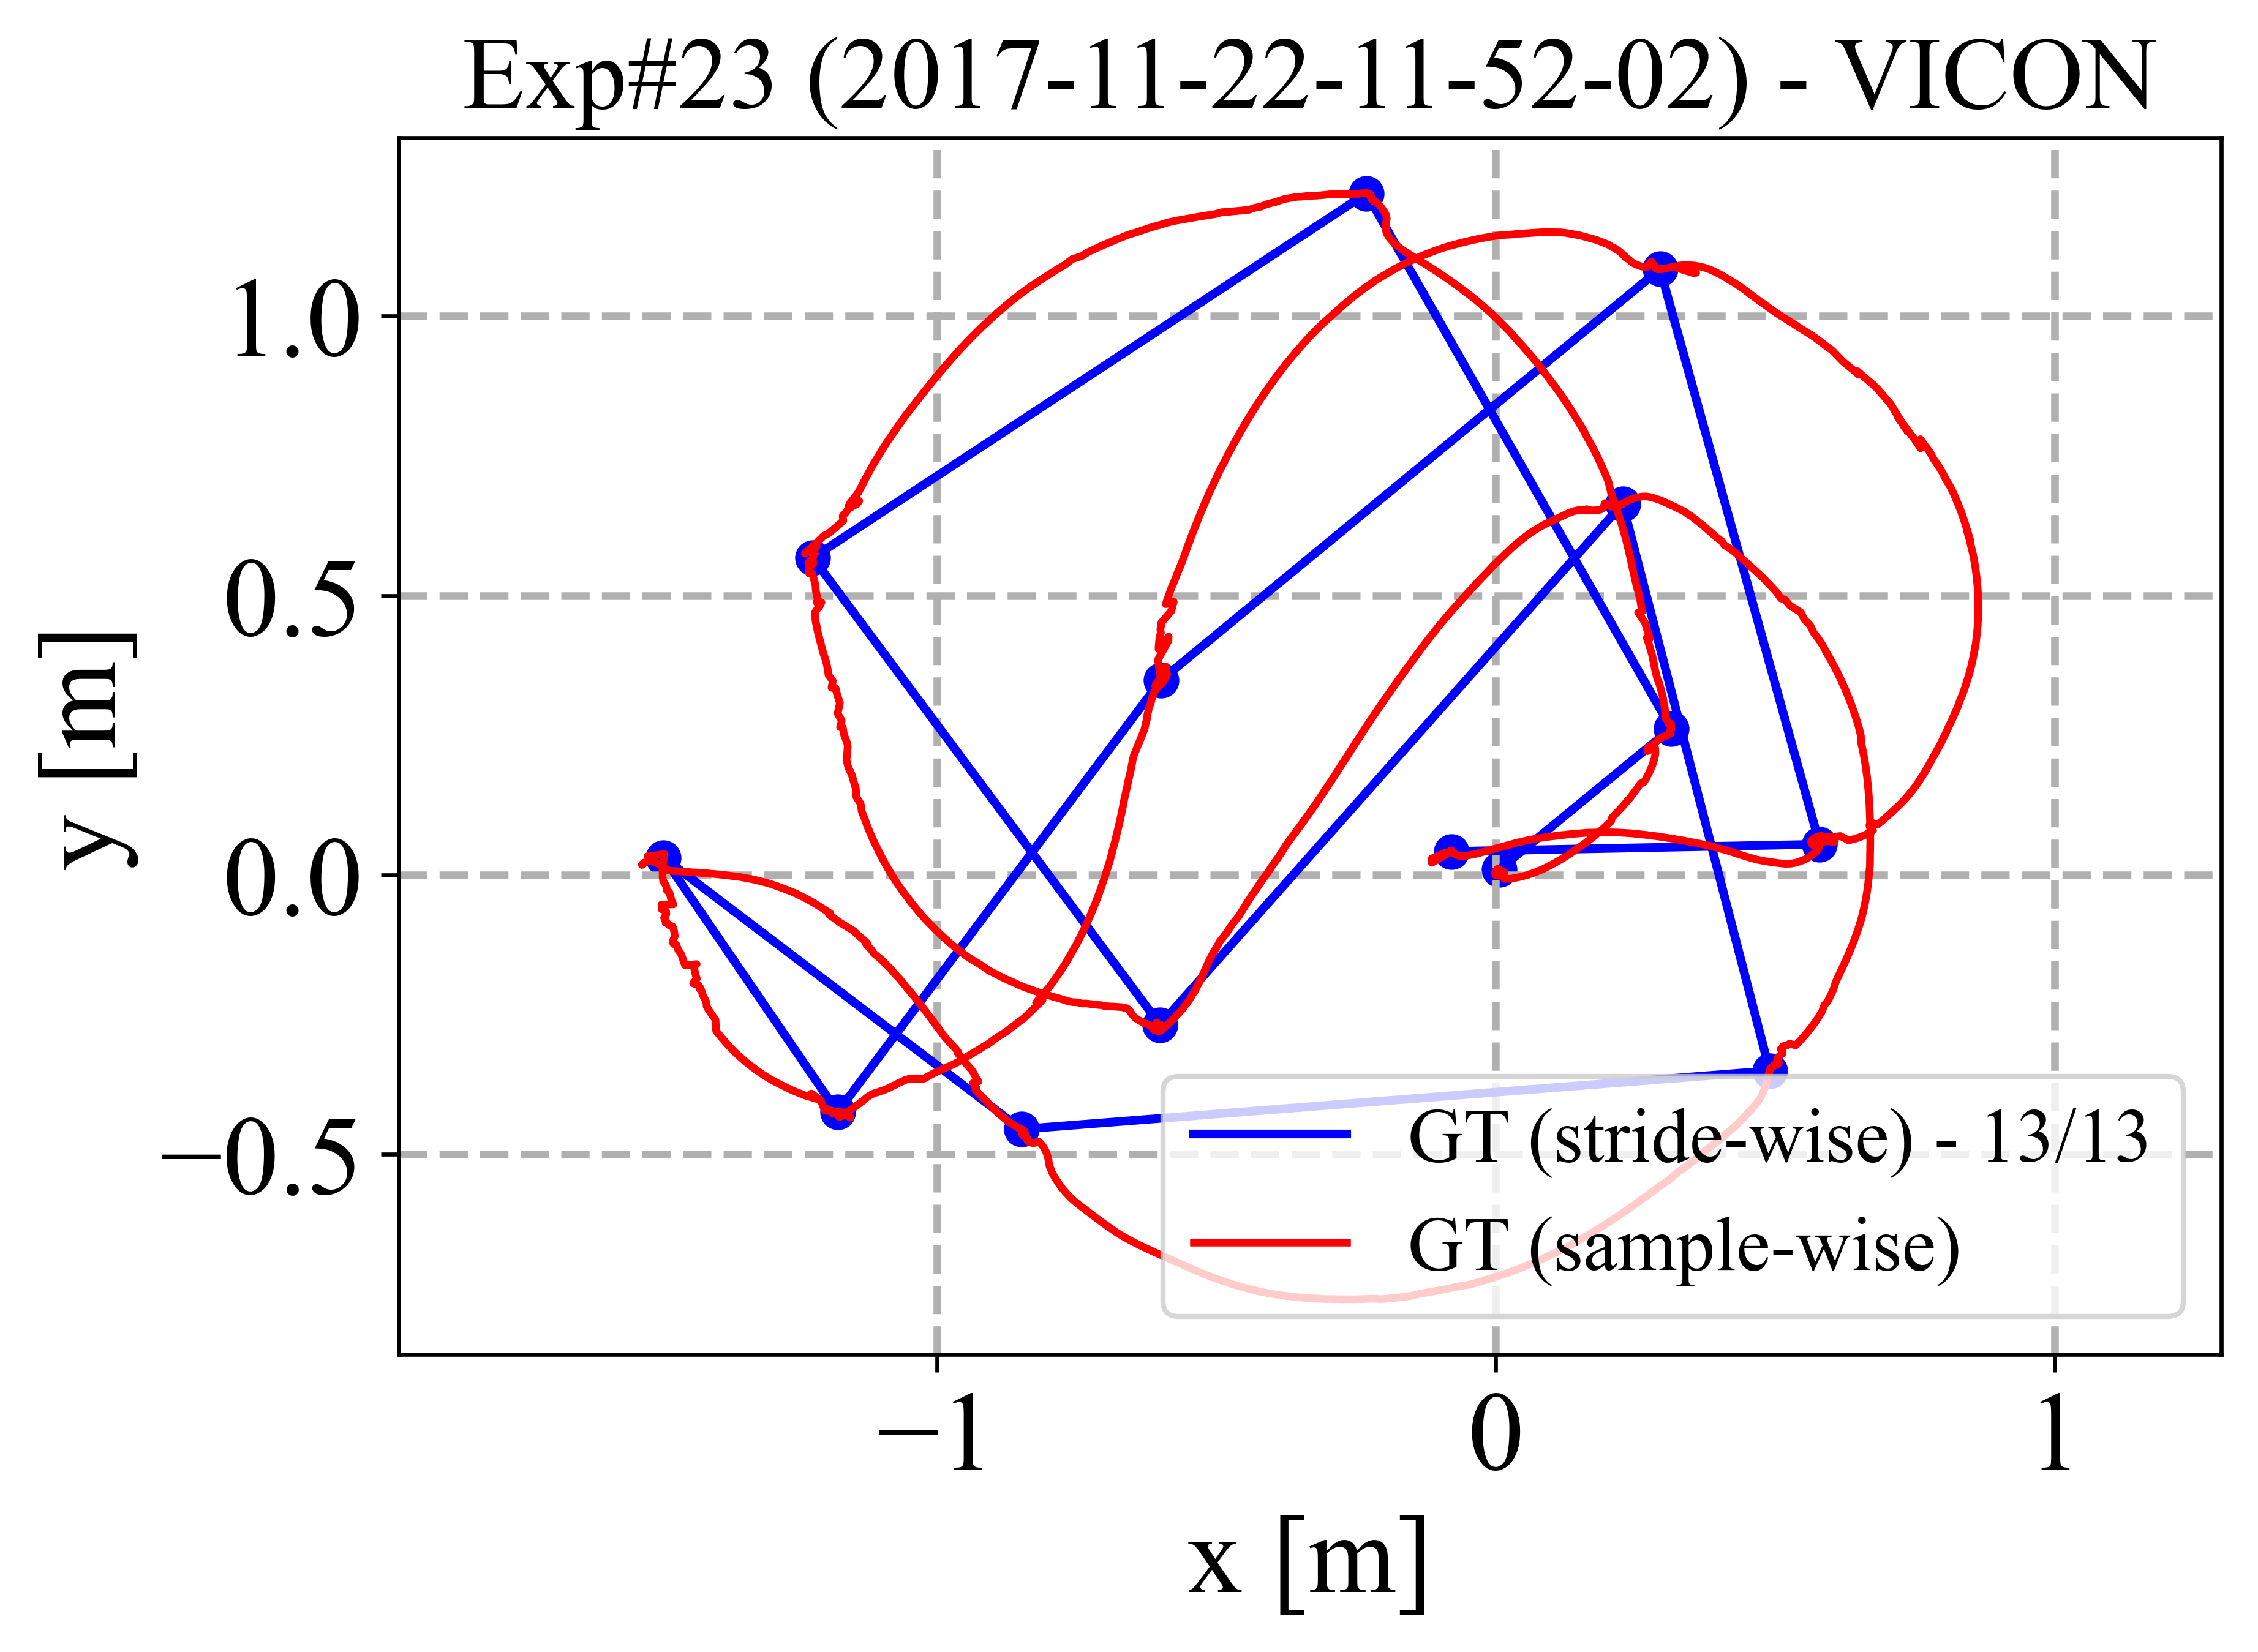 Exp#23 (2017-11-22-11-52-02) - VICON
y [m]
1.0
0.5
0.0
−0.5
GT (stride-wise) - 13/13
GT (sample-wise)
−1
0
1
x [m]